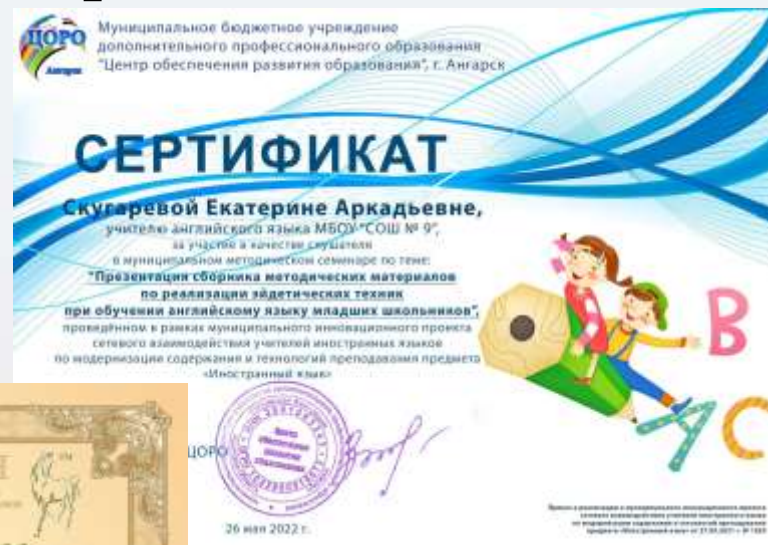 ЦОРО
Ангарск
Муниципальное бюджетное учреждение
дополнительного профессионального образования
"Центр обеспечения развития образования", г. Ангарск
СЕРТИФИКАТ
Скугаревой Екатерине Аркадьевне,
учителю английского языка МБОУ "СОШ № 9",
за участие в качестве слушателя
в муниципальном методическом семинаре по теме:
"Презентация сборника методических материалов
по реализации эйдетических техник
при обучении английскому языку младших школьников",
проведённом в рамках муниципального инновационного проекта
сетевого взаимодействия учителей иностранных языков
по модернизации содержания и технологий преподавания предмета
«Иностранный язык»
ЦОРО
26 мая 2022 г.
B
A C